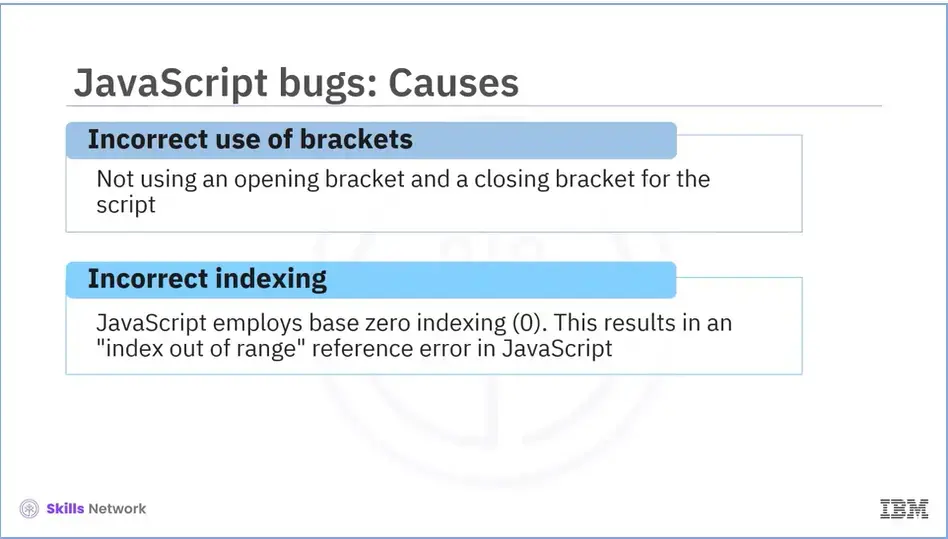 JavaScript bugs: Causes
Incorrect use of brackets
Not using an opening bracket and a closing bracket for the
script
Incorrect indexing
JavaScript employs base zero indexing (0). This results in an
"index out of range" reference error in JavaScript
Skills Network
IBM